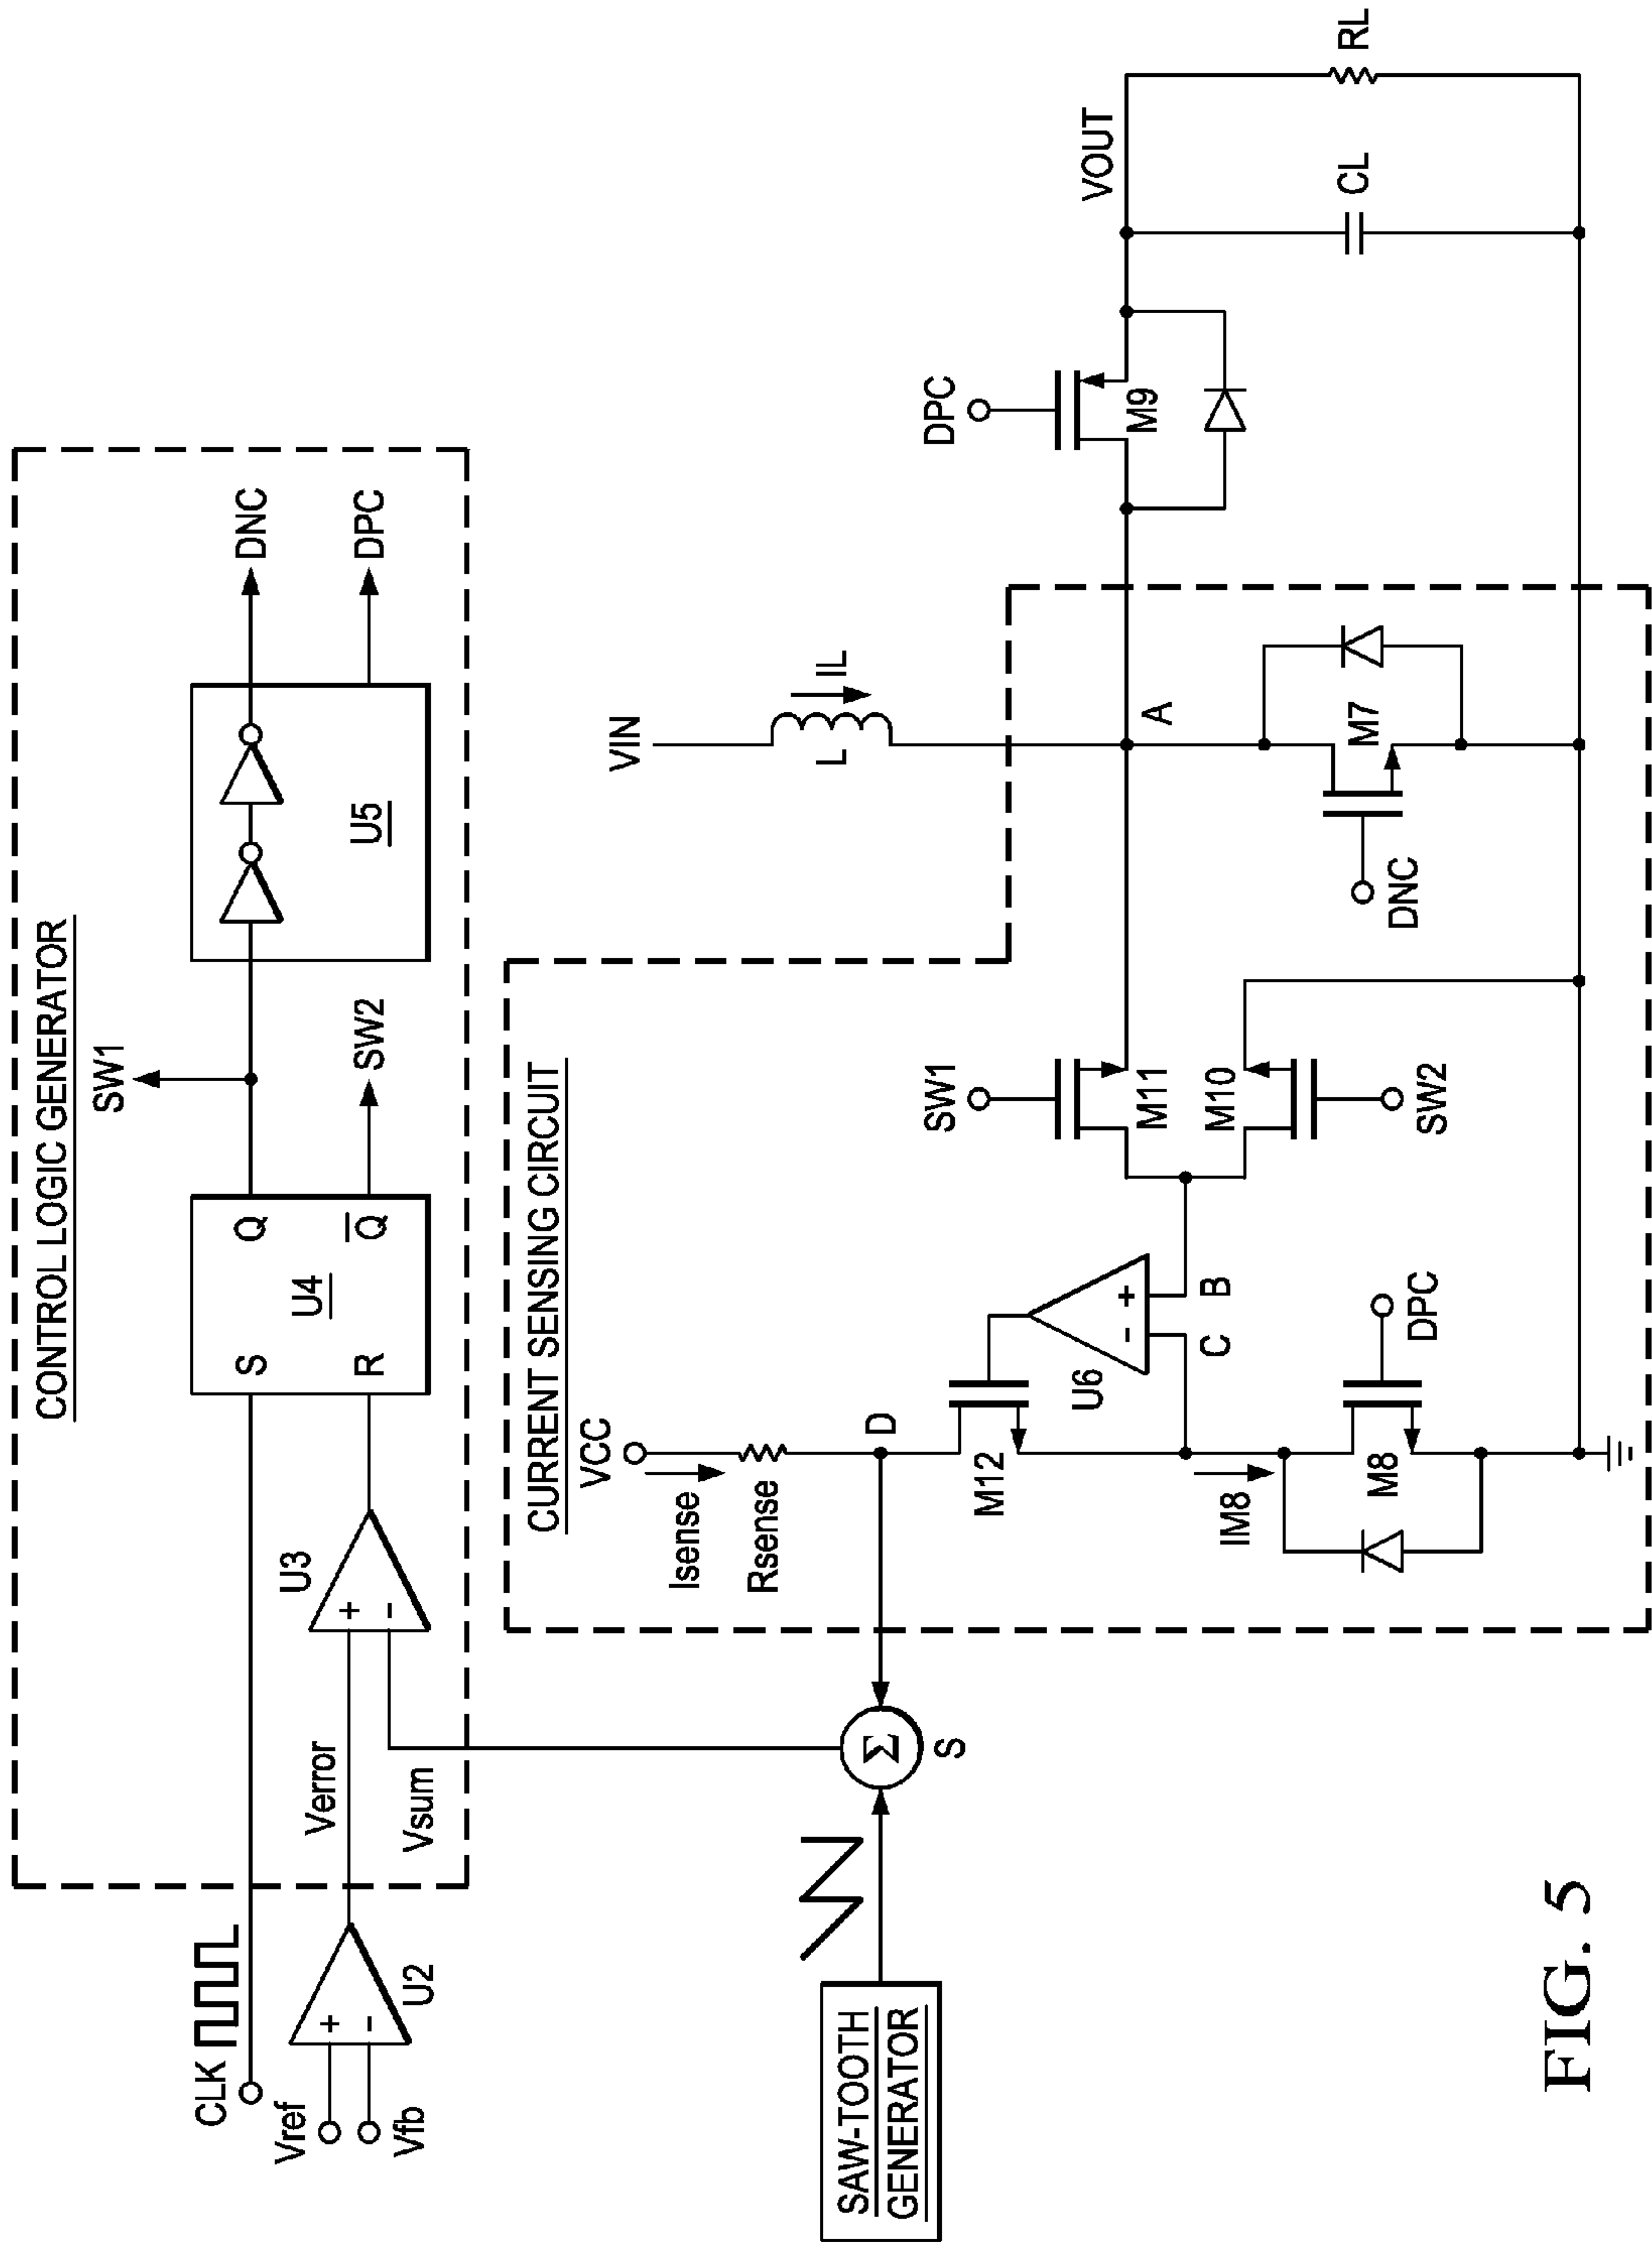 CONTROL LOGIC GENERATOR
CLK
Vref
Vfb
+
-
U2
Verror
Vsum
+
-
U3
S
R
Q
Q
U4
SW1
SW2
U5
DNC
DPC
SAW-TOOTH
GENERATOR
Σ
S
CURRENT SENSING CIRCUIT
VCC
Isense
Rsense
D
M12
U6
-
+
C
B
IM8
M8
DPC
SW1
M11
M10
SW2
VIN
L
IL
A
M7
DNC
DPC
M9
VOUT
CL
RL
FIG. 5